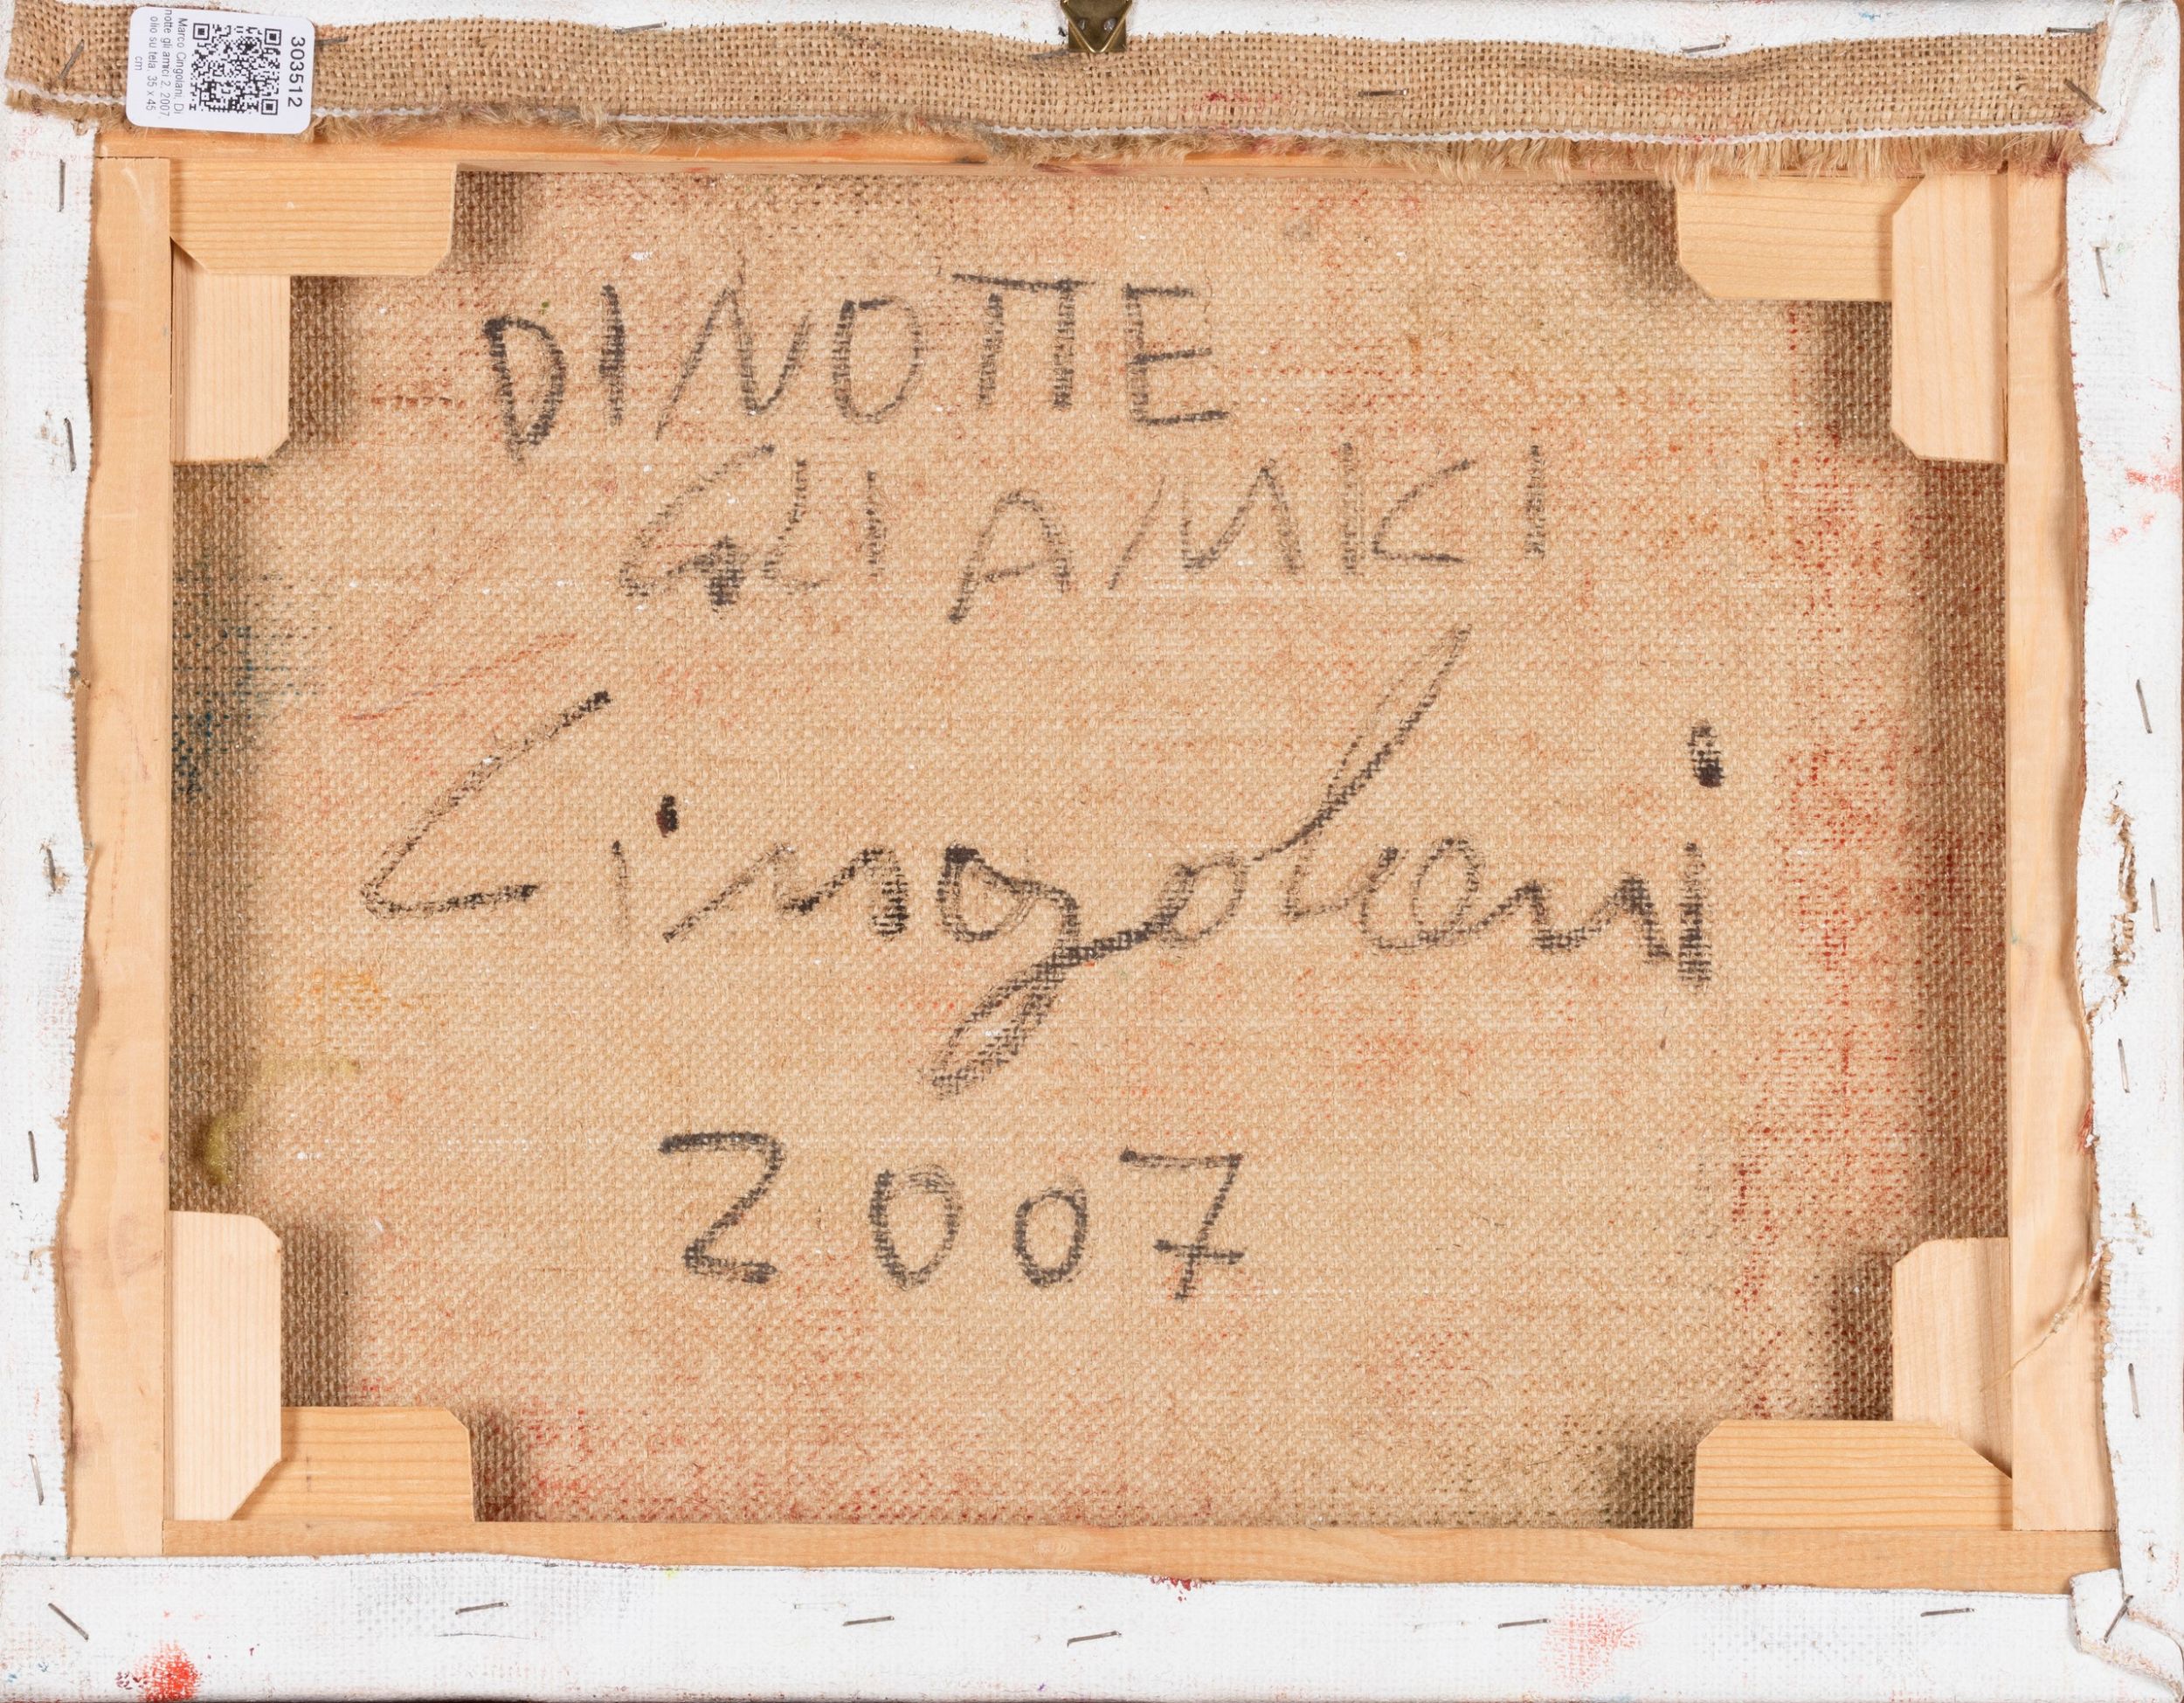 303512
Marco Cingolani, Di
notte gli amici 2, 2007
olio su tela, 35 x 45
cm
DI NOTTE
GLI AMICI
Cingolani
2007